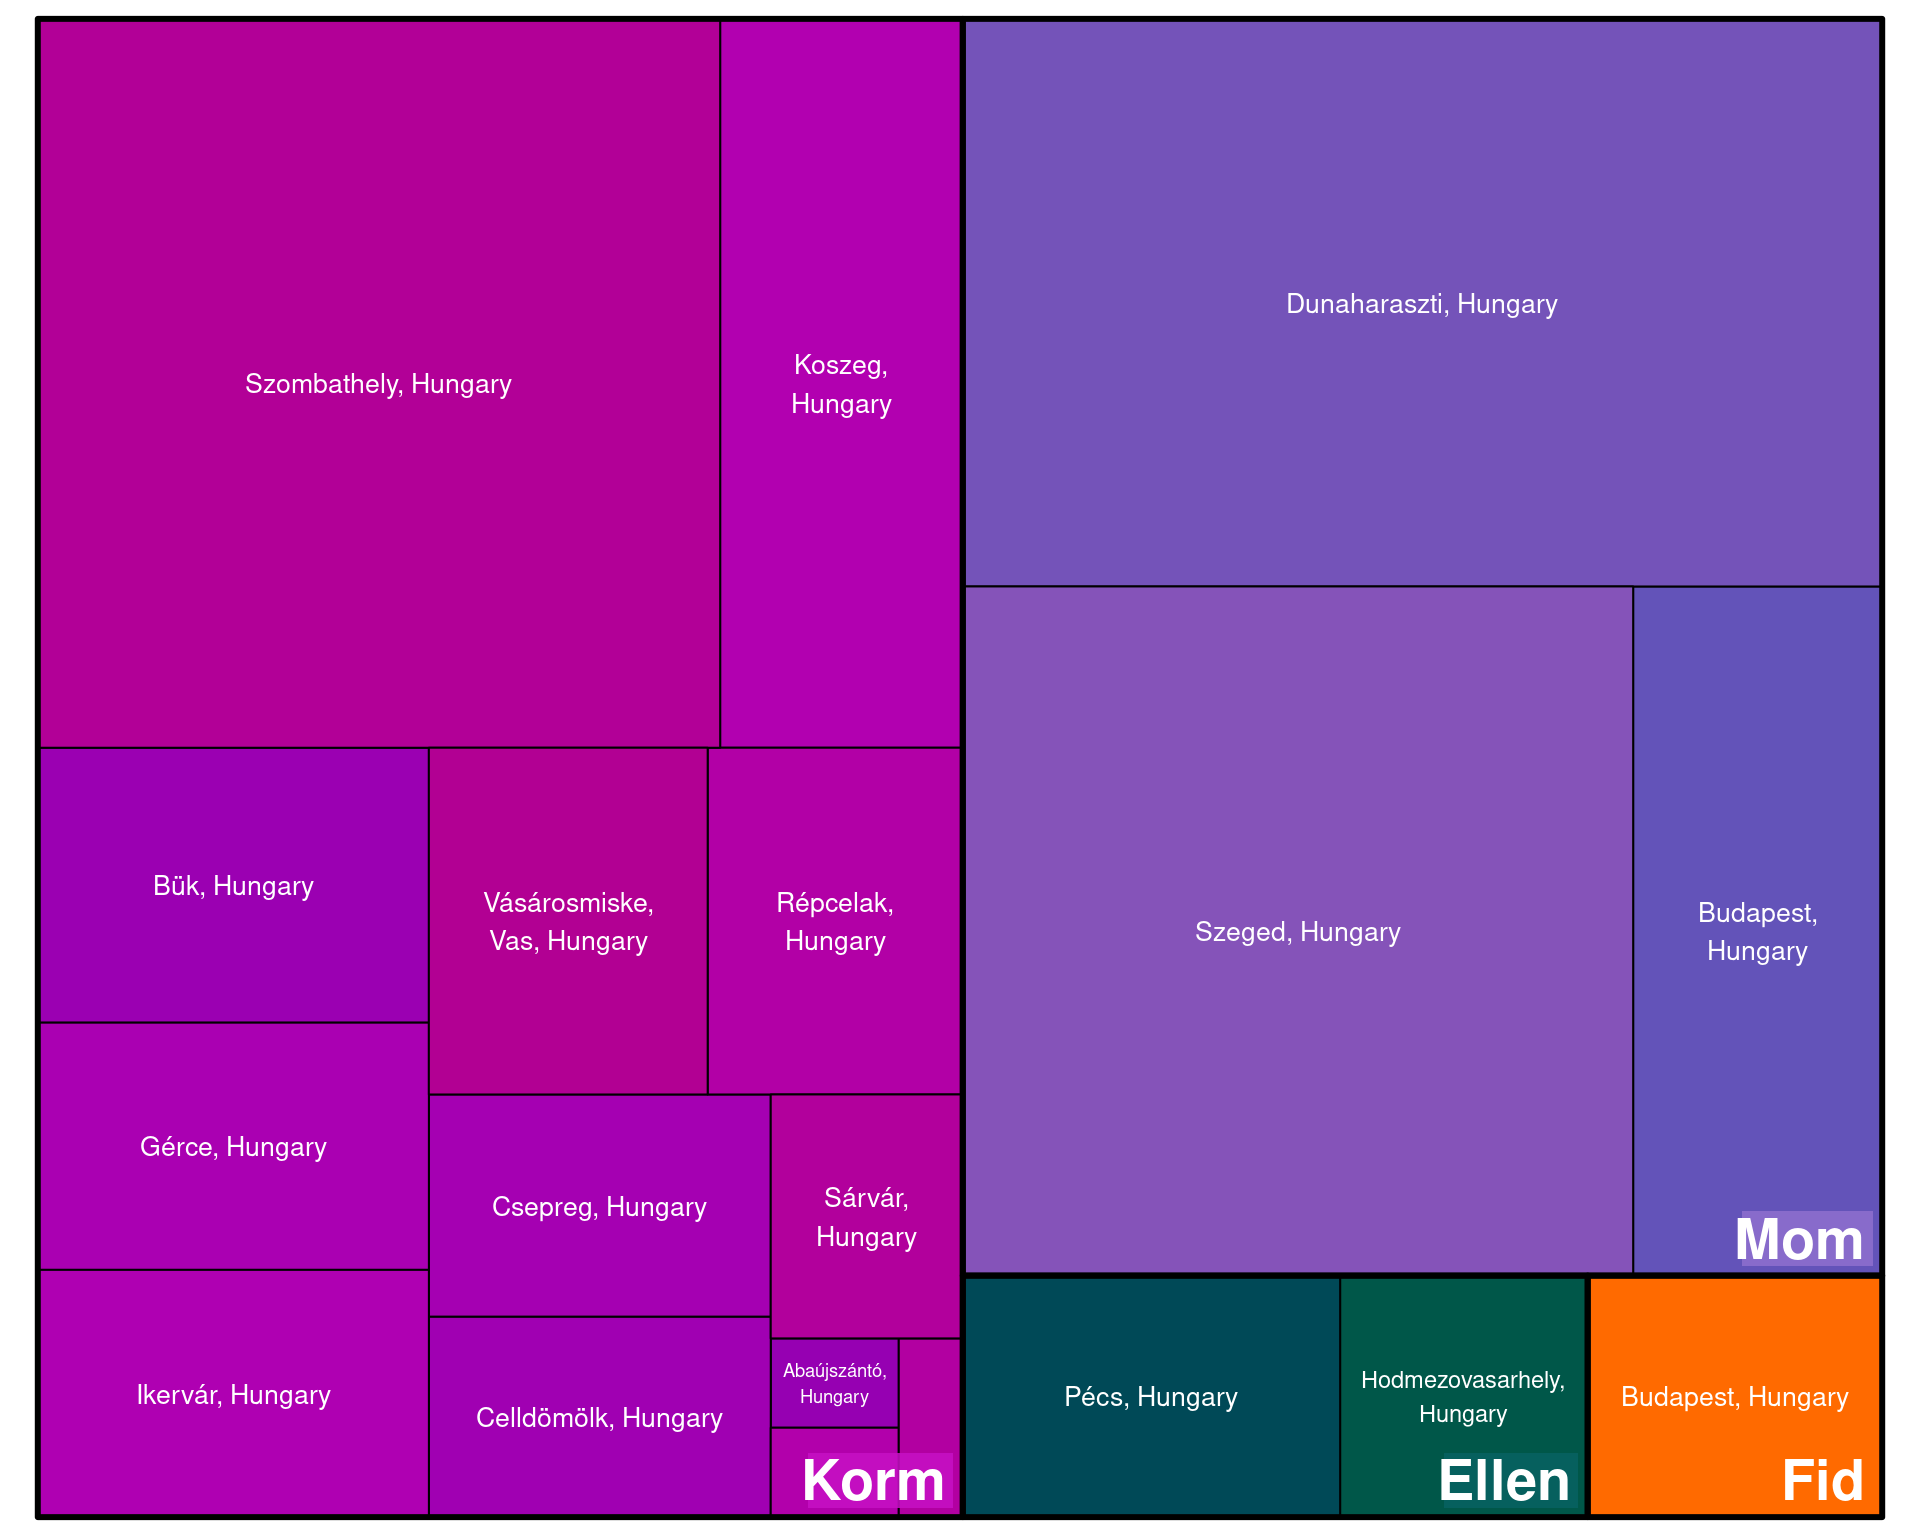 Szombathely, Hungary
Koszeg,
Hungary
Bük, Hungary
Vásárosmiske,
Vas, Hungary
Répcelak,
Hungary
Gérce, Hungary
Csepreg, Hungary
Sárvár,
Hungary
Ikervár, Hungary
Celldömölk, Hungary
Abaújszántó,
Hungary
Korm
Dunaharaszti, Hungary
Szeged, Hungary
Budapest,
Hungary
Mom
Pécs, Hungary
Hodmezovasarhely,
Hungary
Ellen
Budapest, Hungary
Fid